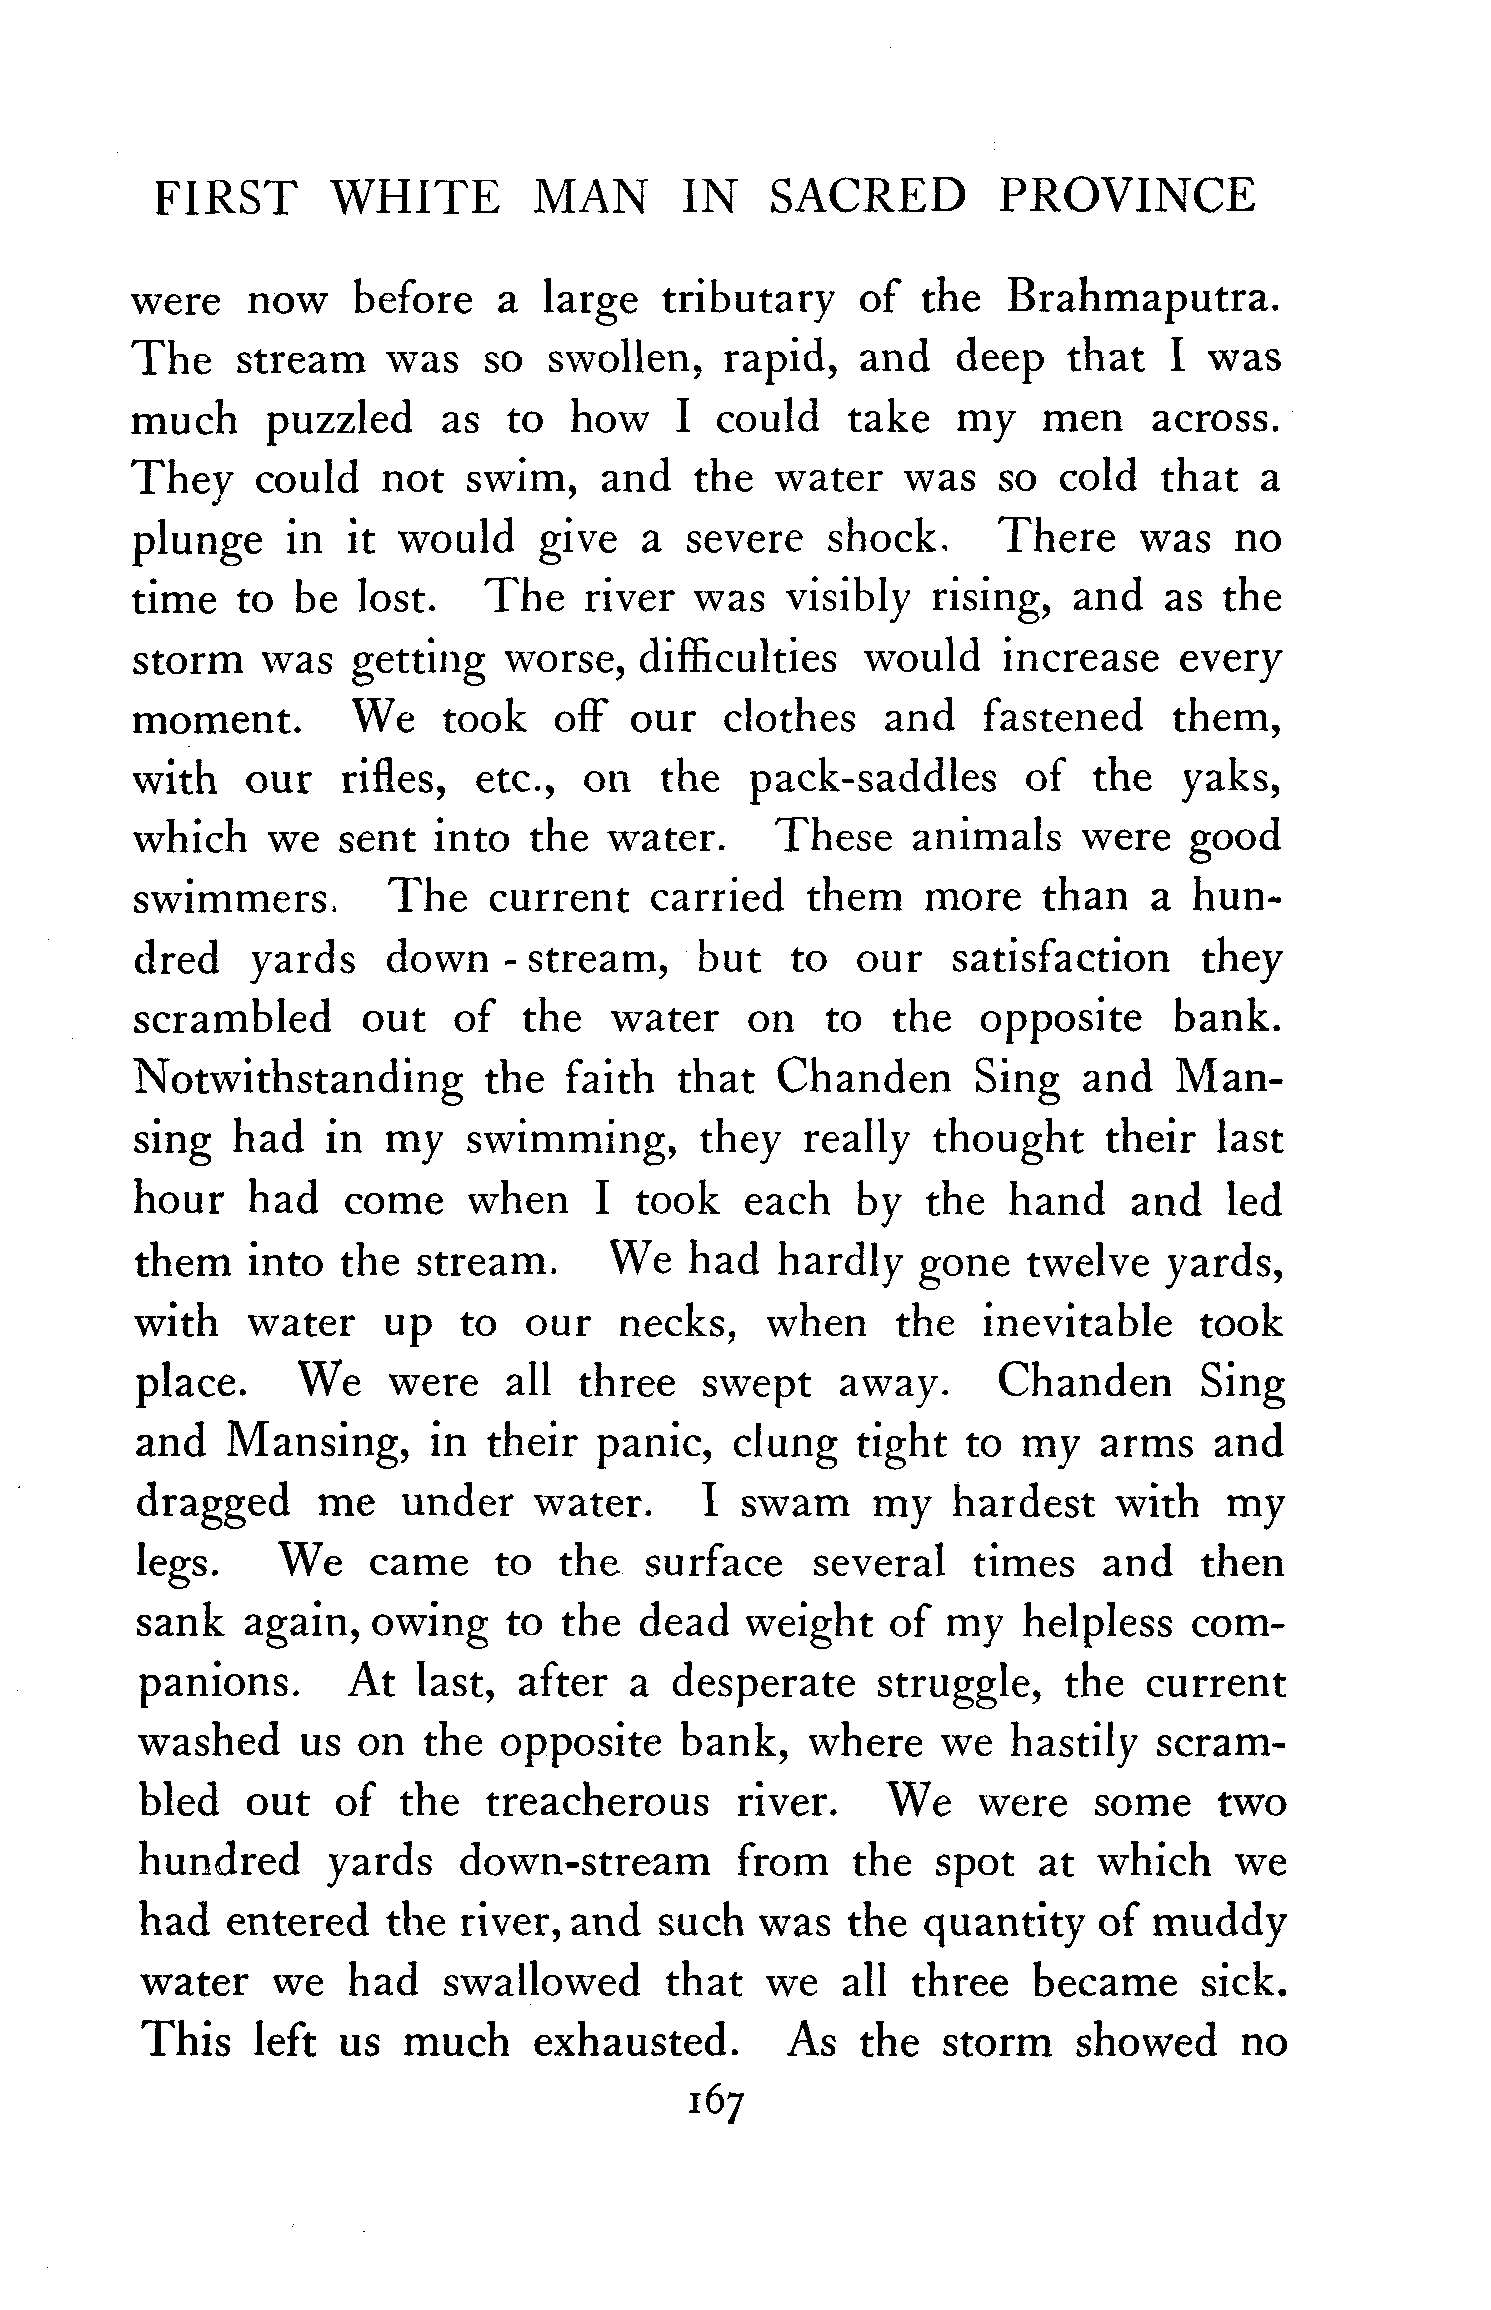 FIRST WHITE MAN IN SACRED PROVINCE
were now before a large tributary of the Brahmaputra.
The stream was so swollen, rapid, and deep that I was
much puzzled as to how I could take my men across.
They could not swim, and the water was so cold that a
plunge in it would give a severe shock. There was no
time to be lost. The river was visibly rising, and as the
storm was getting worse, difficulties would increase every
moment. We took off our clothes and fastened them,
with our rifles, etc., on the pack-saddles of the yaks,
which we sent into the water. These animals were good
swimmers. The current carried them more than a hun-
dred yards down - stream, but to our satisfaction they
scrambled out of the water on to the opposite bank.
Notwithstanding the faith that Chanden Sing and Man-
sing had in my swimming, they really thought their last
hour had come when I took each by the hand and led
them into the stream. We had hardly gone twelve yards,
with water up to our necks, when the inevitable took
place. We were all three swept away. Chanden Sing
and Mansing, in their panic, clung tight to my arms and
dragged me under water. I swam my hardest with my
legs. We came to the surface several times and then
sank again, owing to the dead weight of my helpless com-
panions. At last, after a desperate struggle, the current
washed us on the opposite bank, where we hastily scram-
bled out of the treacherous river. We were some two
hundred yards down-stream from the spot at which we
had entered the river, and such was the quantity of muddy
water we had swallowed that we all three became sick.
This left us much exhausted. As the storm showed no
167